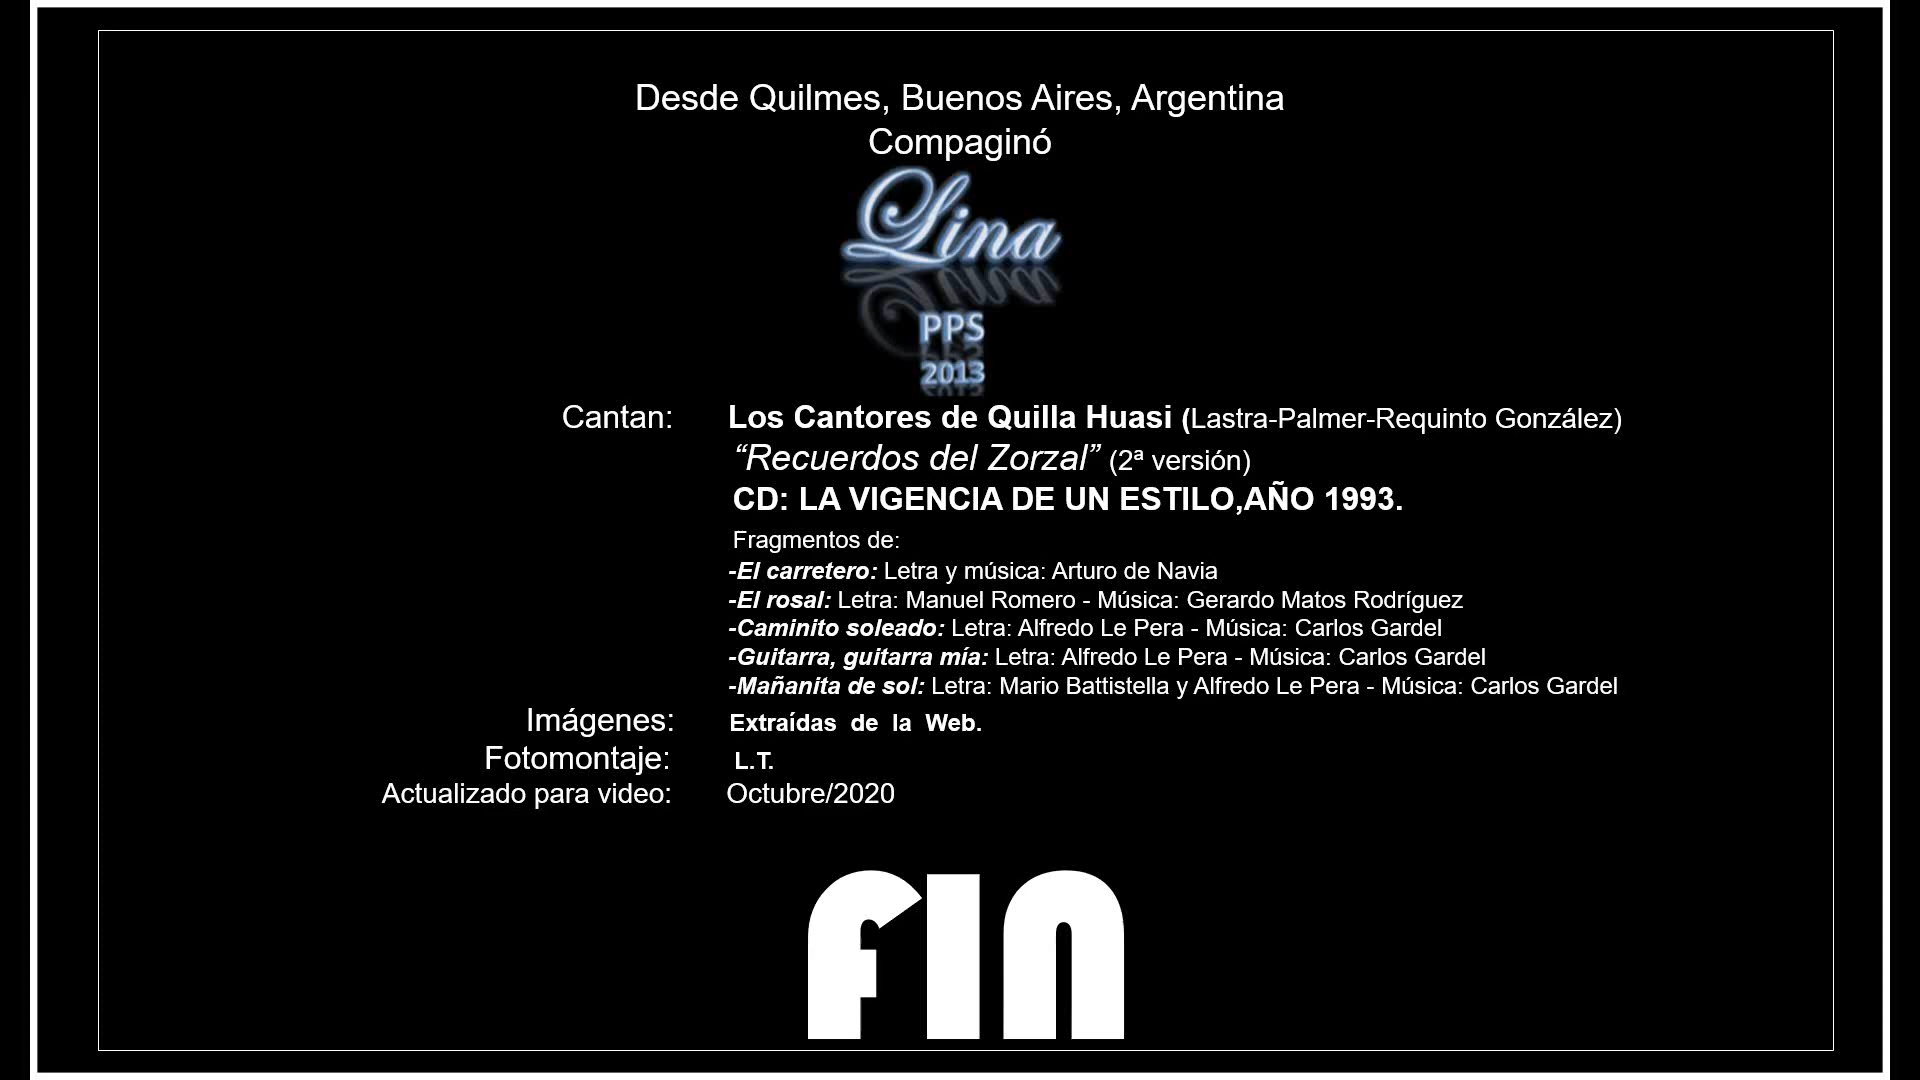 Desde Quilmes, Buenos Aires, Argentina
Compaginó
Lina
PPS
2013
Cantan: Los Cantores de Quilla Huasi (Lastra-Palmer-Requinto González)
“Recuerdos del Zorzal” (2ª versión)
CD: LA VIGENCIA DE UN ESTILO,AÑO 1993.
Fragmentos de:
-El carretero: Letra y música: Arturo de Navia
-El rosal: Letra: Manuel Romero - Música: Gerardo Matos Rodríguez
-Caminito soleado: Letra: Alfredo Le Pera - Música: Carlos Gardel
-Guitarra, guitarra mía: Letra: Alfredo Le Pera - Música: Carlos Gardel
-Mañanita de sol: Letra: Mario Battistella y Alfredo Le Pera - Música: Carlos Gardel
Imágenes: Extraídas de la Web.
Fotomontaje: L.T.
Actualizado para video: Octubre/2020
FIN